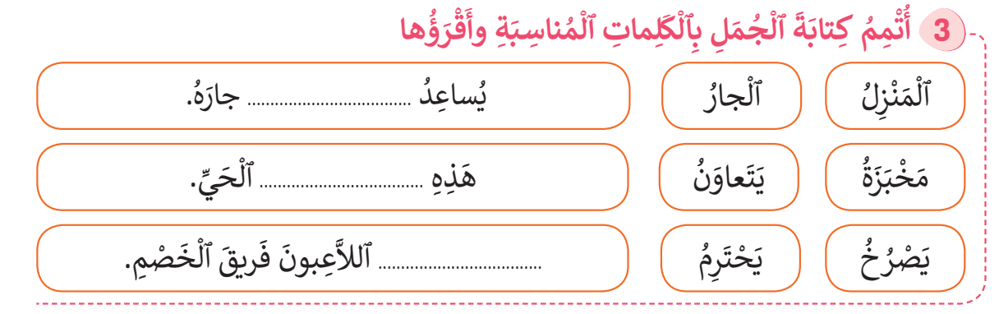 3 أُتْمِمُ كِتابَةَ ٱلْجُمَلِ بِٱلْكَلِماتِ ٱلْمُناسِبَةِ وأَقْرَؤُها
ٱلْمَنْزِلُ ٱلْجارُ يُساعِدُ .................................... جارَهُ.
مَخْبَزَةُ يَتَعاوَنُ هَذِهِ .................................... ٱلْحَيِّ.
يَصْرُخُ يَحْتَرِمُ .................................... ٱللاَّعِبونَ فَريقَ ٱلْخَصْمِ.